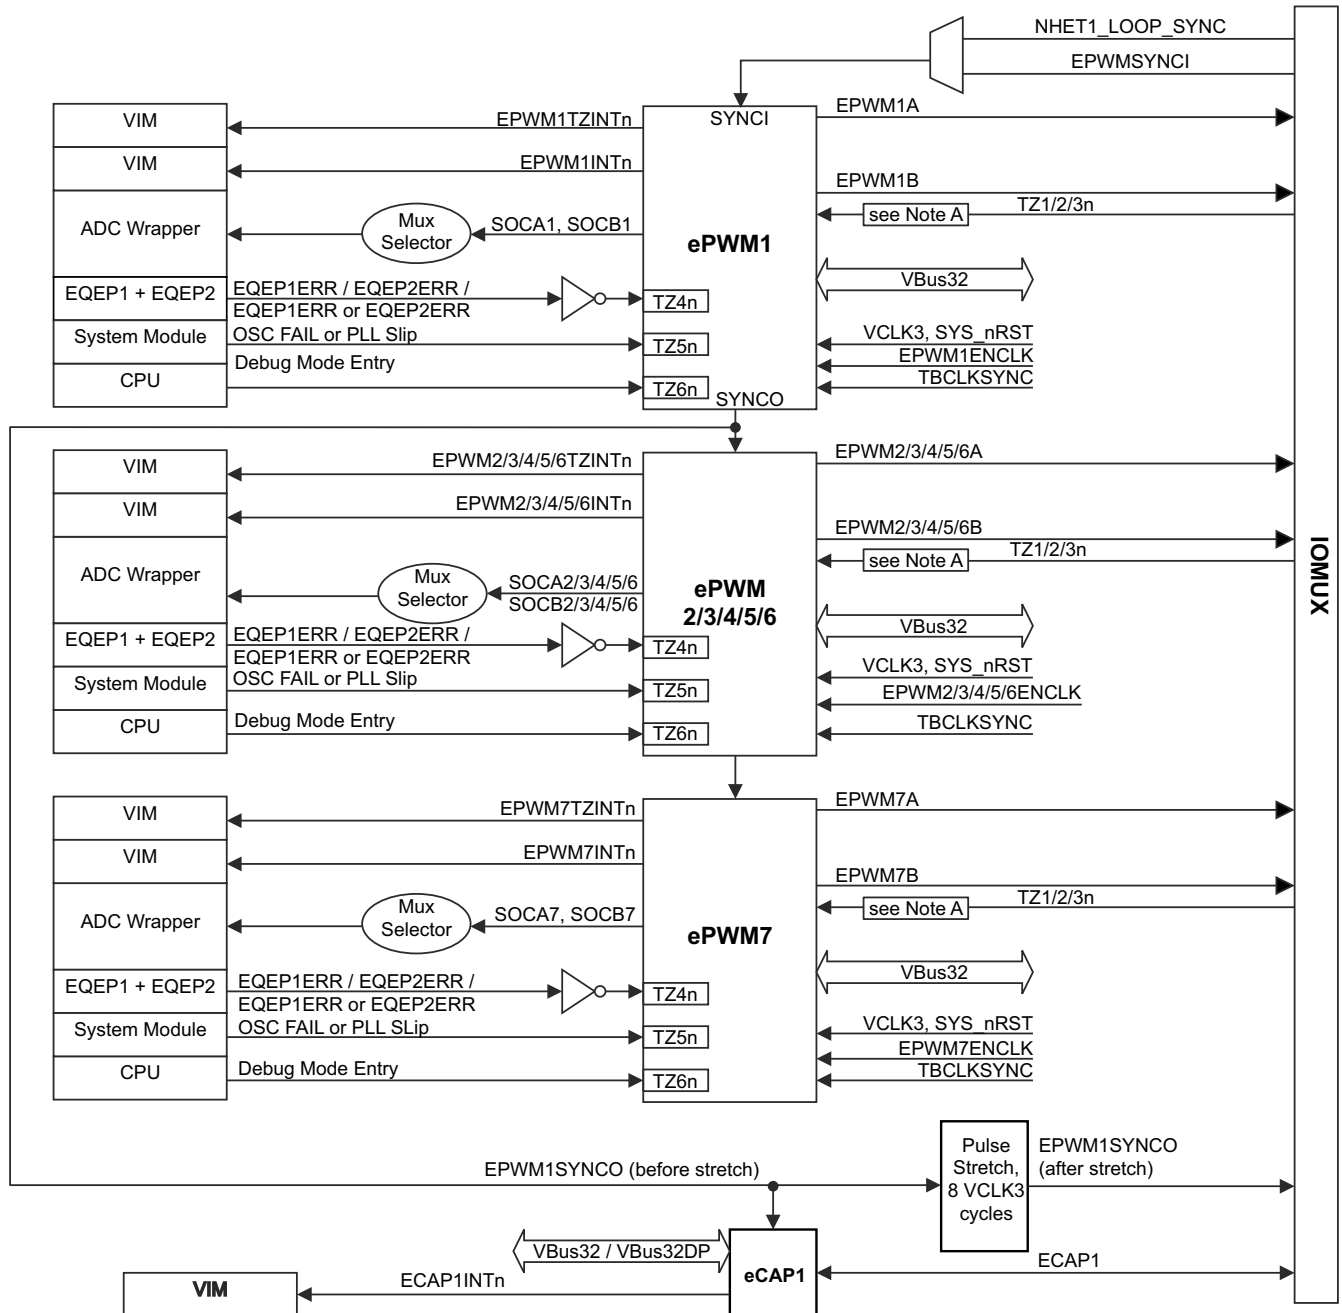 NHET1_LOOP_SYNC
EPWMSYNCI
VIM
EPWM1TZINTn
SYNCI
EPWM1A
VIM
EPWM1INTn
EPWM1B
see Note A
TZ1/2/3n
ADC Wrapper
Mux
Selector
SOCA1, SOCB1
ePWM1
VBus32
EQEP1 + EQEP2
EQEP1ERR / EQEP2ERR /
EQEP1ERR or EQEP2ERR
TZ4n
System Module
OSC FAIL or PLL Slip
TZ5n
VCLK3, SYS_nRST
EPWM1ENCLK
TBCLKSYNC
CPU
Debug Mode Entry
TZ6n
SYNCO
VIM
EPWM2/3/4/5/6TZINTn
EPWM2/3/4/5/6A
VIM
EPWM2/3/4/5/6INTn
EPWM2/3/4/5/6B
see Note A
TZ1/2/3n
IOMUX
ADC Wrapper
Mux
Selector
SOCA2/3/4/5/6
SOCB2/3/4/5/6
ePWM
2/3/4/5/6
VBus32
EQEP1 + EQEP2
EQEP1ERR / EQEP2ERR /
EQEP1ERR or EQEP2ERR
TZ4n
System Module
OSC FAIL or PLL Slip
TZ5n
VCLK3, SYS_nRST
EPWM2/3/4/5/6ENCLK
TBCLKSYNC
CPU
Debug Mode Entry
TZ6n
VIM
EPWM7TZINTn
EPWM7A
VIM
EPWM7INTn
EPWM7B
see Note A
TZ1/2/3n
ADC Wrapper
Mux
Selector
SOCA7, SOCB7
ePWM7
VBus32
EQEP1 + EQEP2
EQEP1ERR / EQEP2ERR /
EQEP1ERR or EQEP2ERR
TZ4n
System Module
OSC FAIL or PLL SLip
TZ5n
VCLK3, SYS_nRST
EPWM7ENCLK
TBCLKSYNC
CPU
Debug Mode Entry
TZ6n
EPWM1SYNCO (before stretch)
Pulse
Stretch,
8 VCLK3
cycles
EPWM1SYNCO
(after stretch)
VBus32 / VBus32DP
eCAP1
ECAP1
VIM
ECAP1INTn